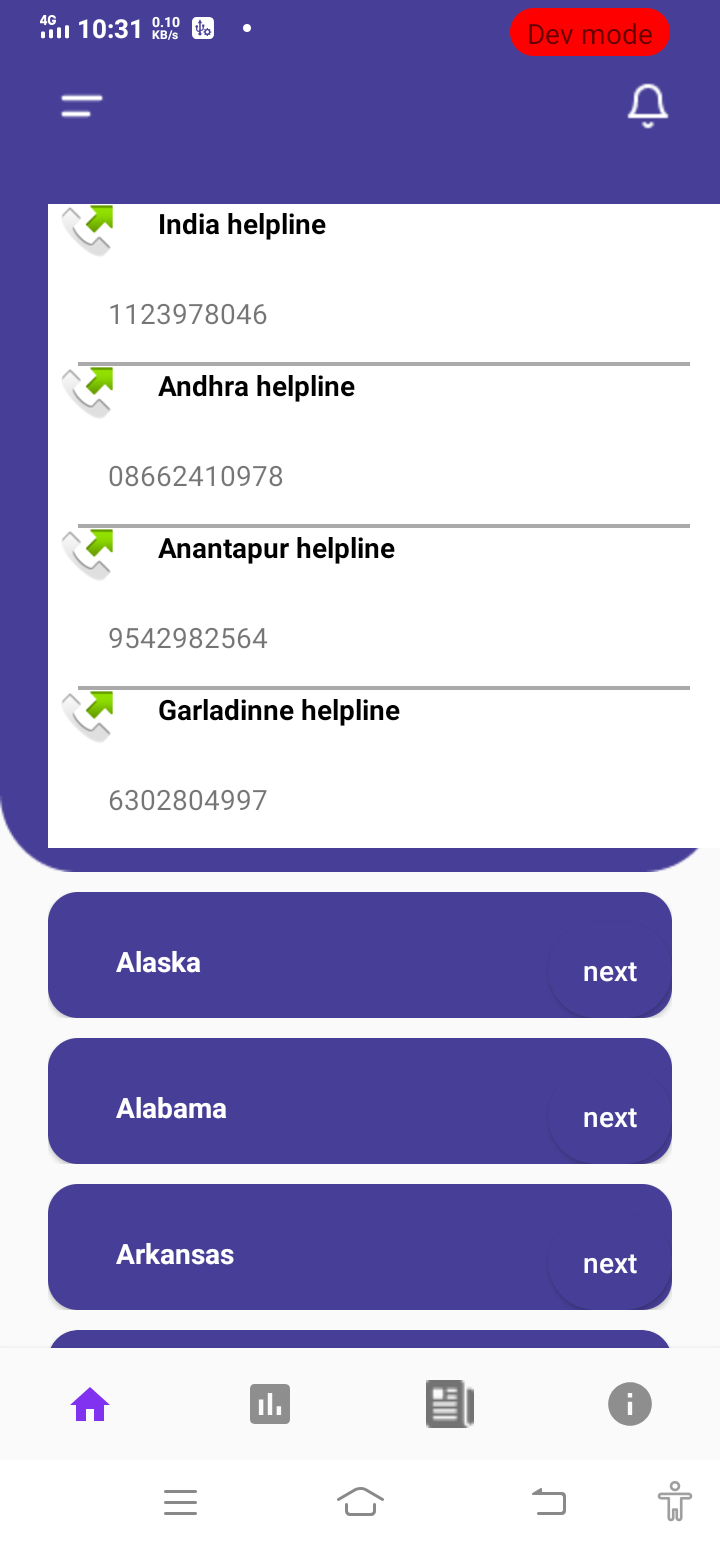 4G 10:31 0.10 KB/s
Dev mode
India helpline
1123978046
Andhra helpline
08662410978
Anantapur helpline
9542982564
Garladinne helpline
6302804997
Alaska
next
Alabama
next
Arkansas
next